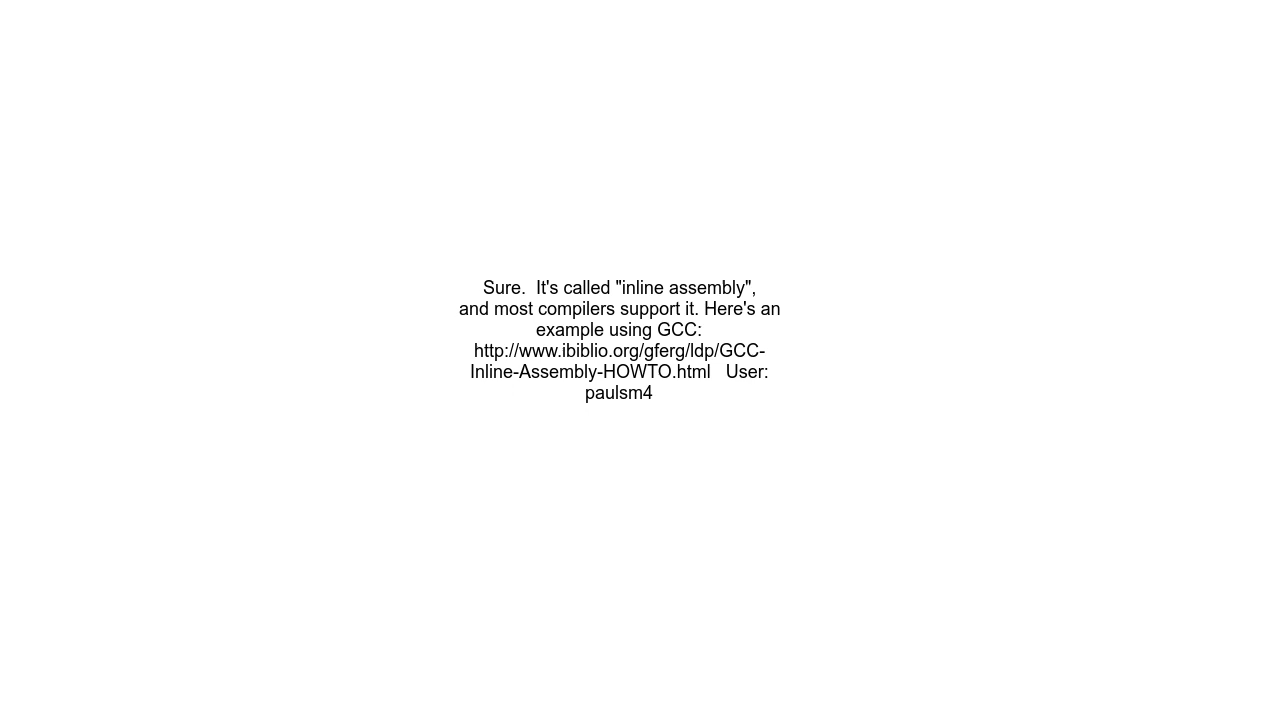 Sure.  It's called "inline assembly",
and most compilers support it. Here's an
example using GCC:
http://www.ibiblio.org/gferg/ldp/GCC-
Inline-Assembly-HOWTO.html   User:
paulsm4